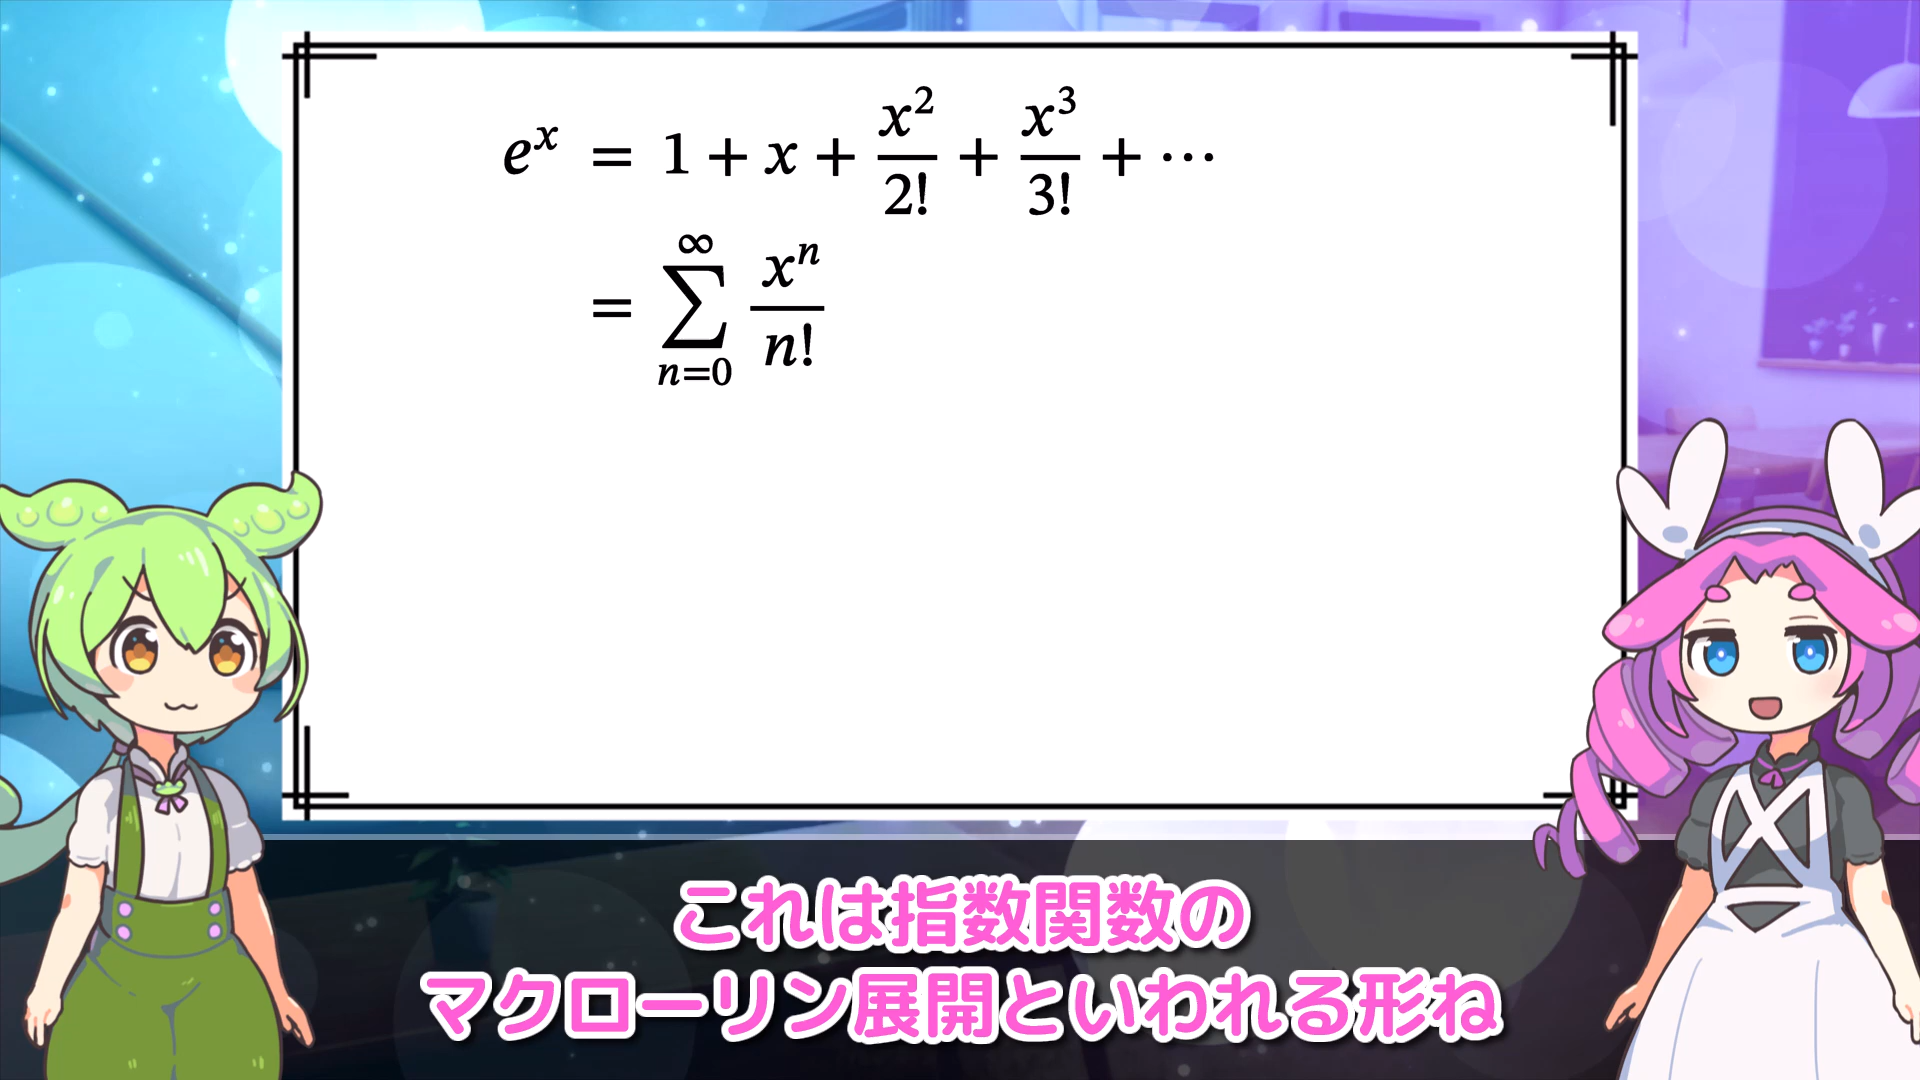 e^x = 1 + x + x^2/2! + x^3/3! + ⋯
= ∑_{n=0}^{∞} x^n/n!
これは指数関数の
マクローリン展開といわれる形ね